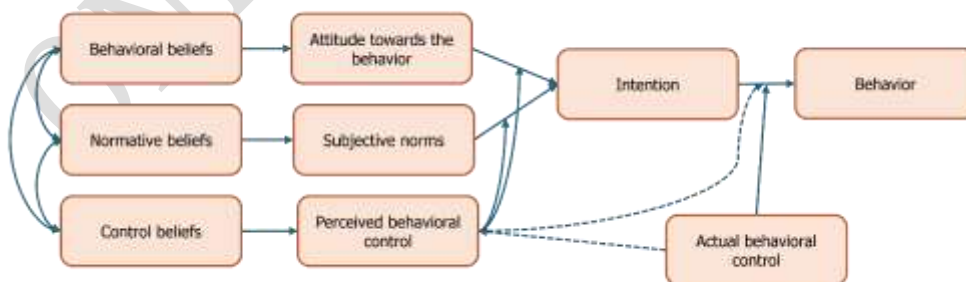 Behavioral beliefs
Attitude towards the
behavior
Intention
Behavior
Normative beliefs
Subjective norms
Control beliefs
Perceived behavioral
control
Actual behavioral
control